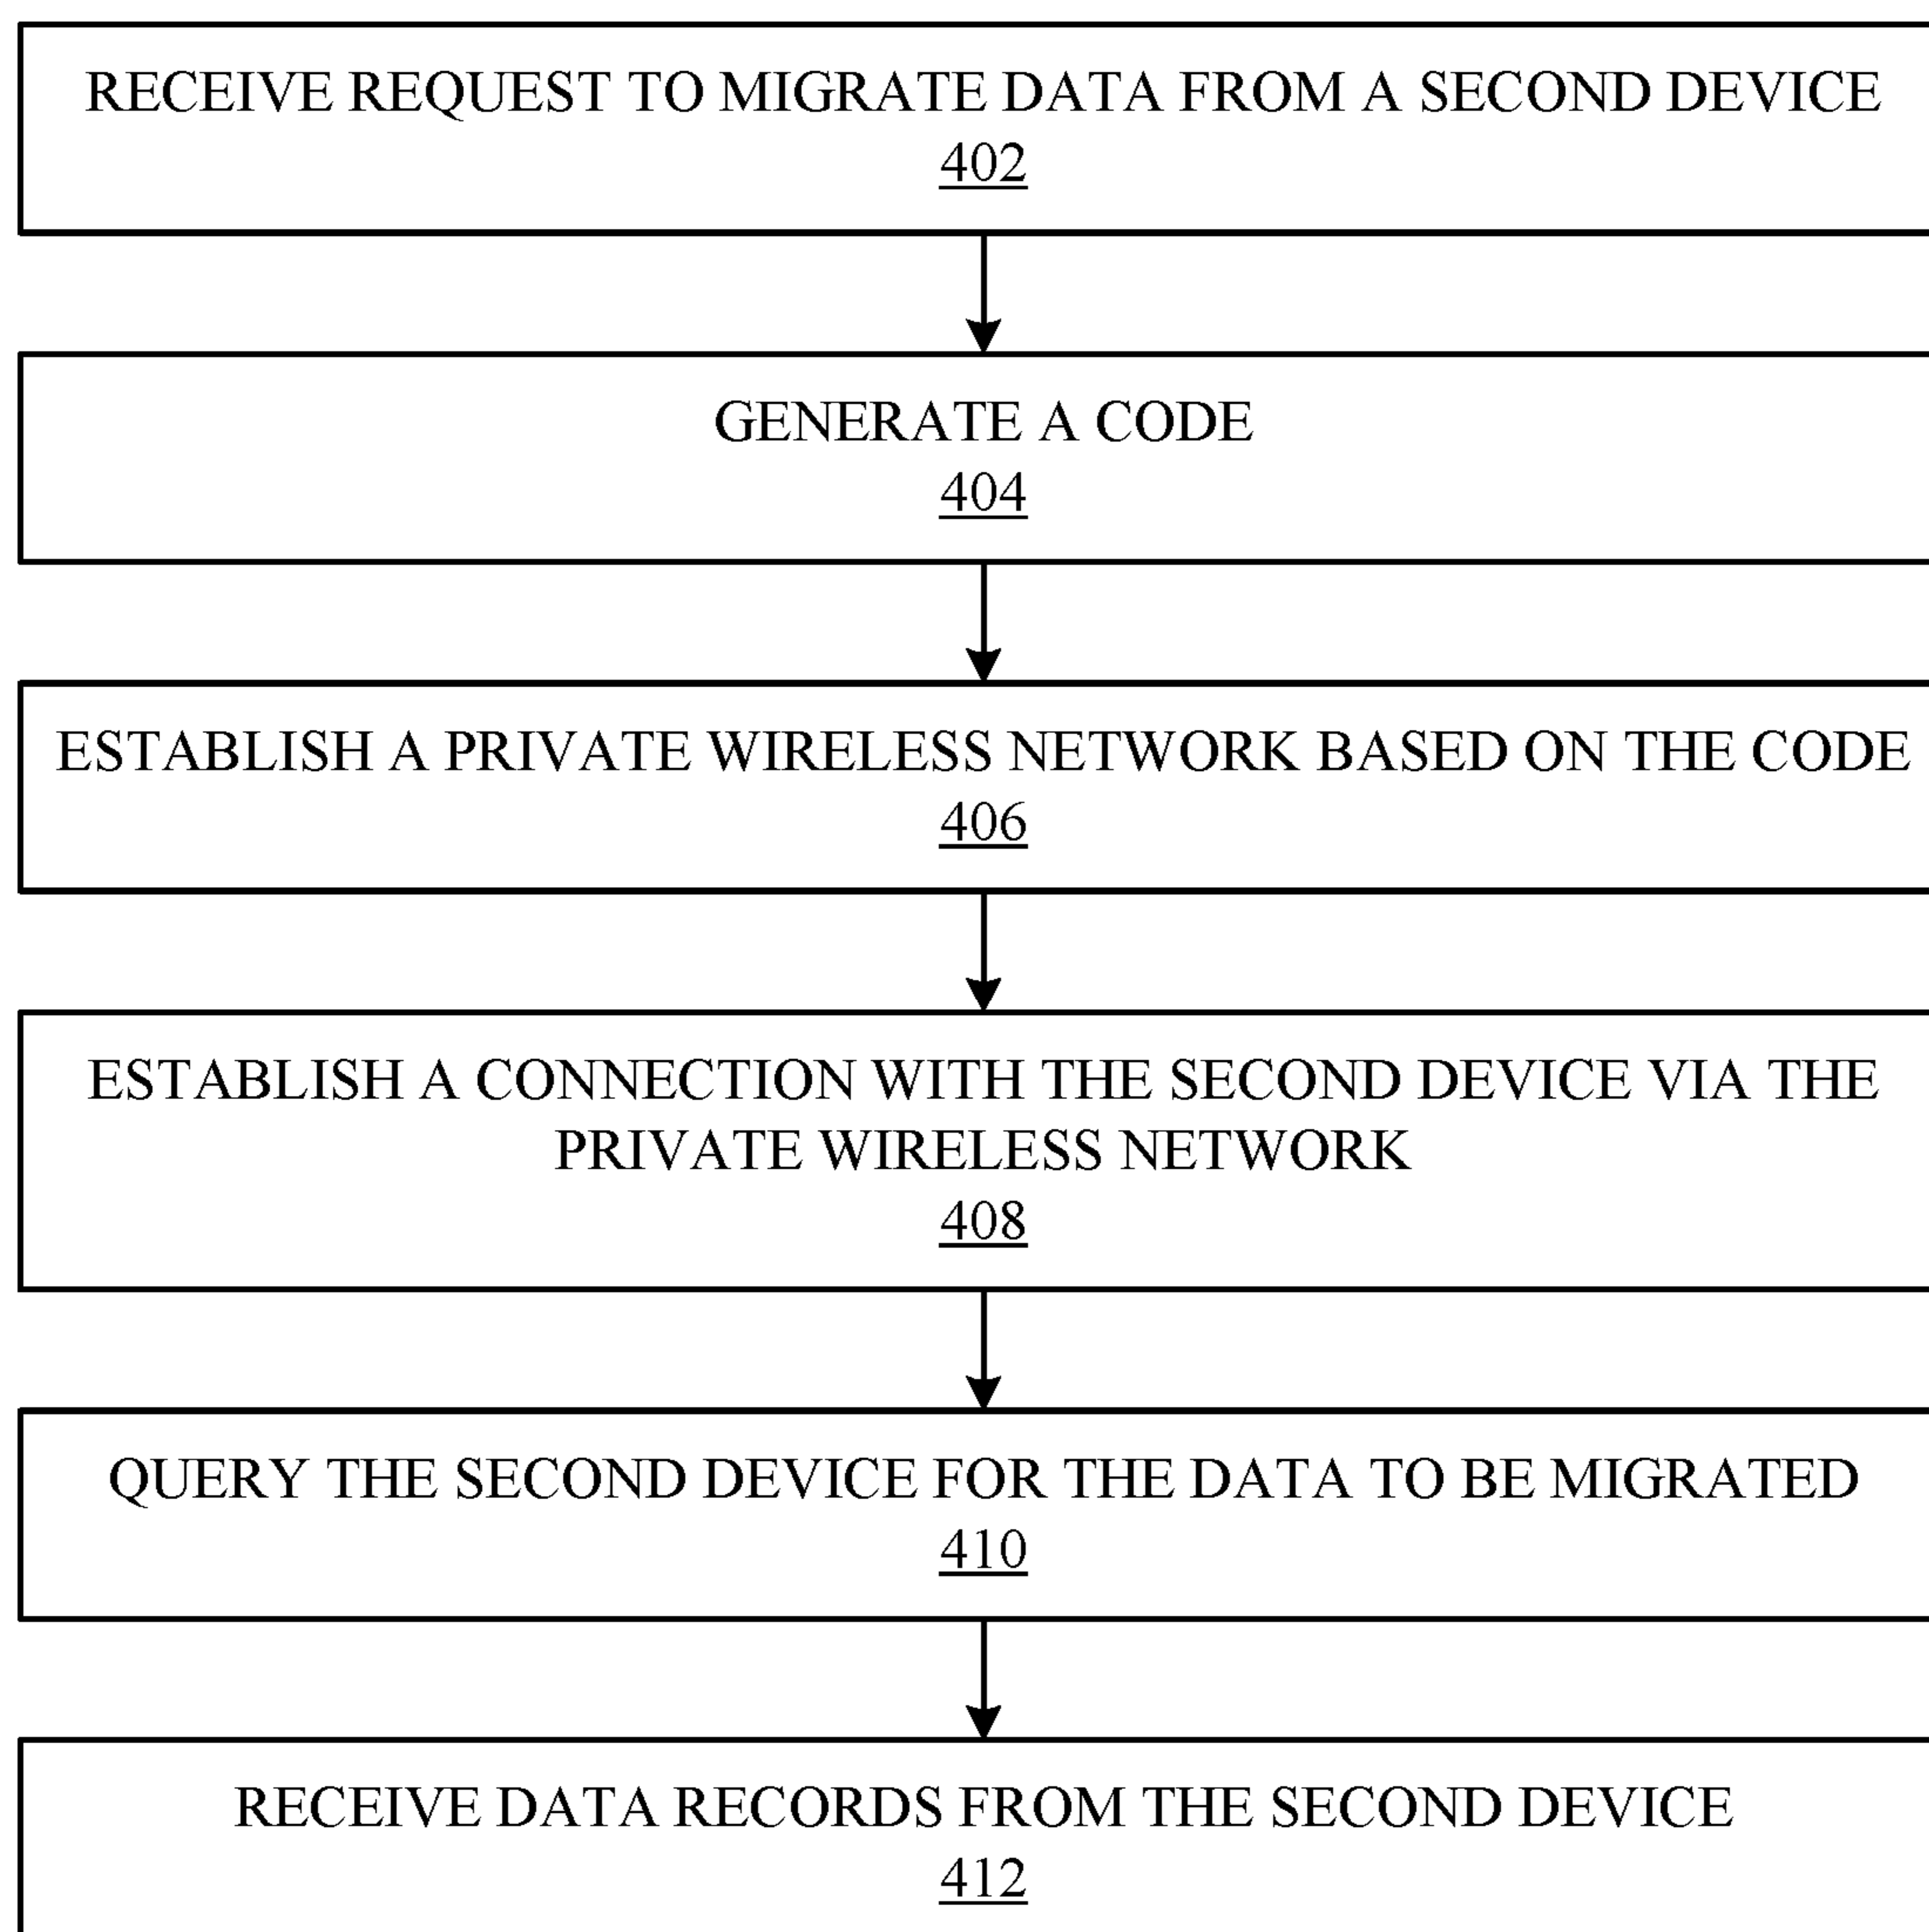 RECEIVE REQUEST TO MIGRATE DATA FROM A SECOND DEVICE
402
GENERATE A CODE
404
ESTABLISH A PRIVATE WIRELESS NETWORK BASED ON THE CODE
406
ESTABLISH A CONNECTION WITH THE SECOND DEVICE VIA THE
PRIVATE WIRELESS NETWORK
408
QUERY THE SECOND DEVICE FOR THE DATA TO BE MIGRATED
410
RECEIVE DATA RECORDS FROM THE SECOND DEVICE
412